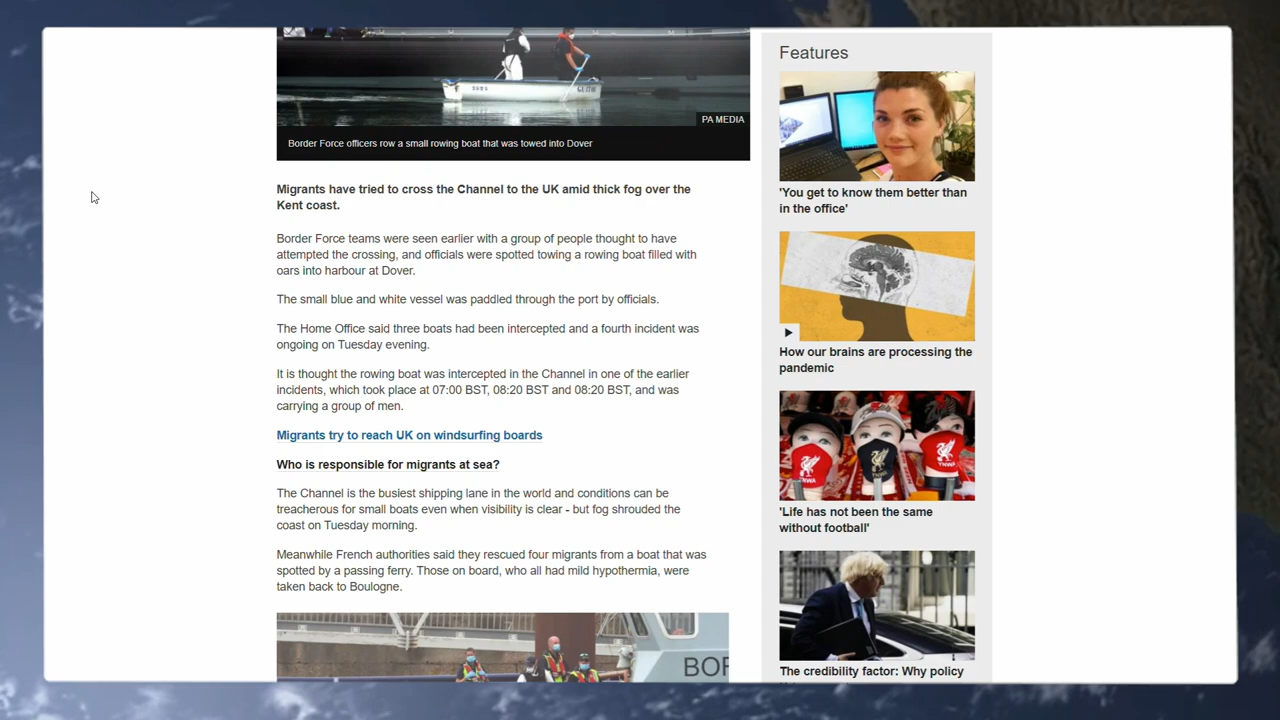 PA MEDIA
Border Force officers row a small rowing boat that was towed into Dover
Migrants have tried to cross the Channel to the UK amid thick fog over the
Kent coast.
Border Force teams were seen earlier with a group of people thought to have
attempted the crossing, and officials were spotted towing a rowing boat filled with
oars into harbour at Dover.
The small blue and white vessel was paddled through the port by officials.
The Home Office said three boats had been intercepted and a fourth incident was
ongoing on Tuesday evening.
It is thought the rowing boat was intercepted in the Channel in one of the earlier
incidents, which took place at 07:00 BST, 08:20 BST and 08:20 BST, and was
carrying a group of men.
Migrants try to reach UK on windsurfing boards
Who is responsible for migrants at sea?
The Channel is the busiest shipping lane in the world and conditions can be
treacherous for small boats even when visibility is clear - but fog shrouded the
coast on Tuesday morning.
Meanwhile French authorities said they rescued four migrants from a boat that was
spotted by a passing ferry. Those on board, who all had mild hypothermia, were
taken back to Boulogne.
BOR
Features
'You get to know them better than
in the office'
How our brains are processing the
pandemic
YNWA
YNWA
YNWA
'Life has not been the same
without football'
The credibility factor: Why policy